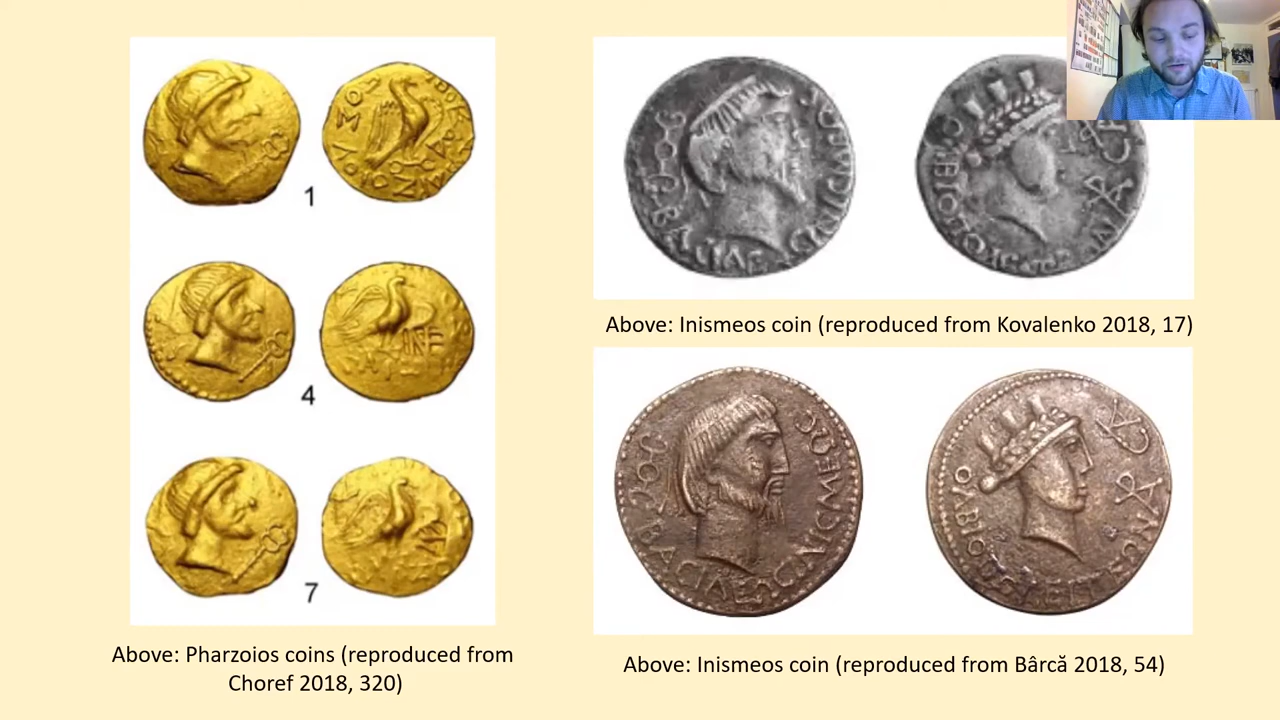 1
4
7
Above: Pharzoios coins (reproduced from
Choref 2018, 320)
Above: Inismeos coin (reproduced from Kovalenko 2018, 17)
Above: Inismeos coin (reproduced from Bârcă 2018, 54)